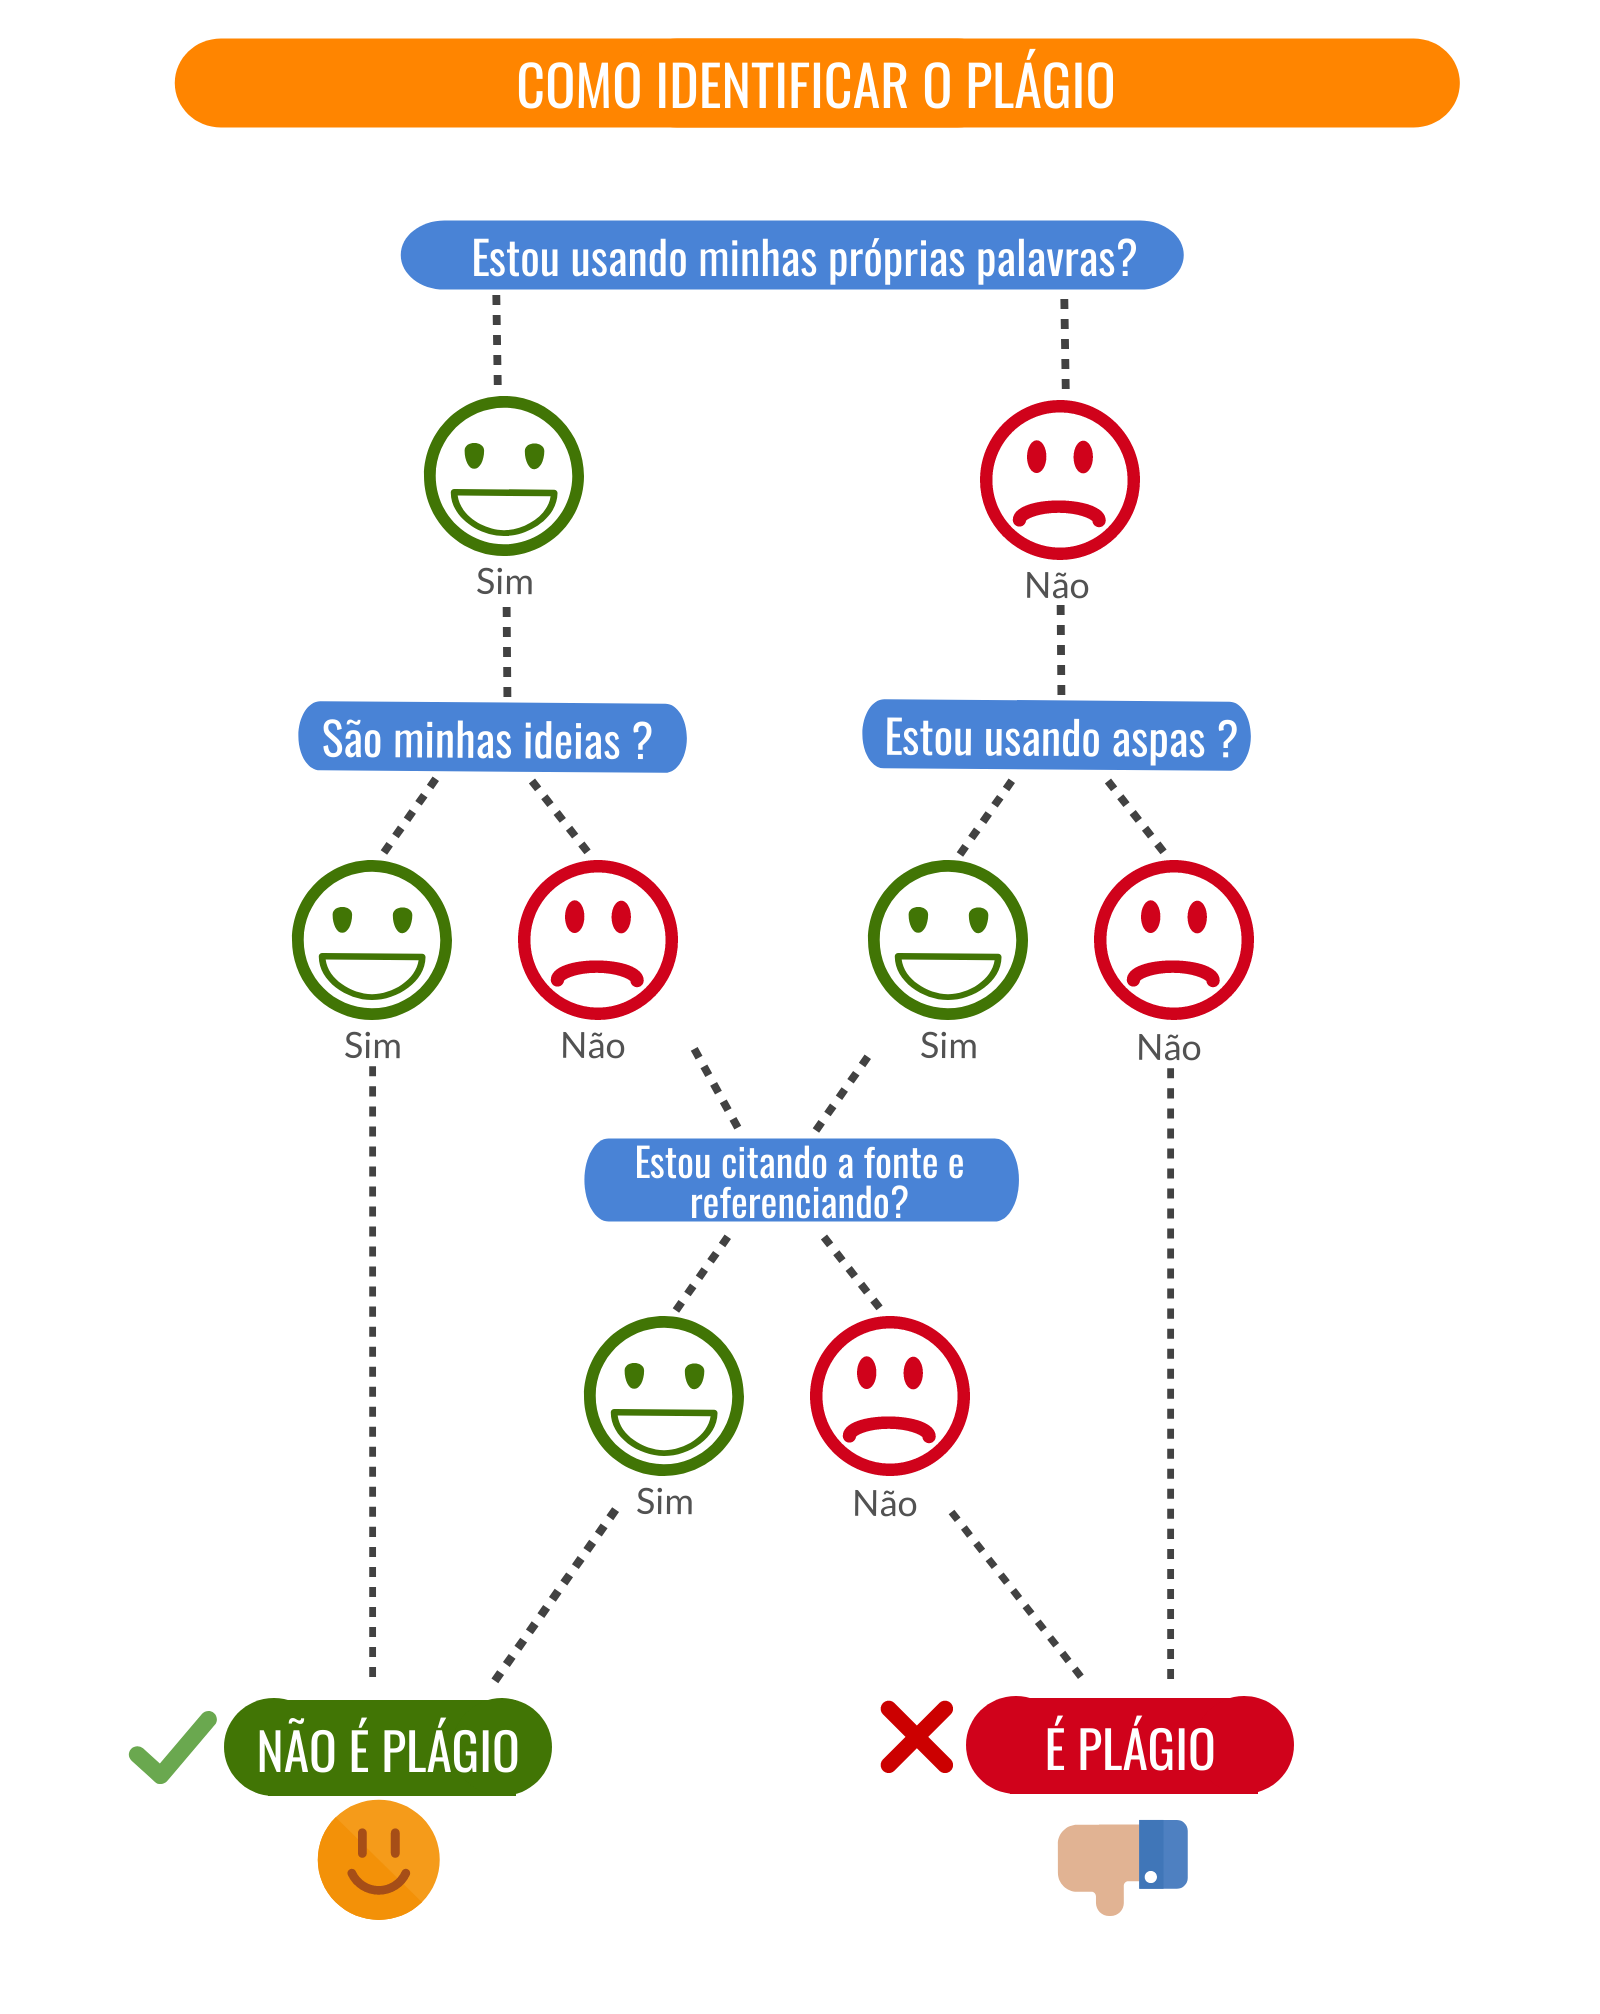 COMO IDENTIFICAR O PLÁGIO
Estou usando minhas próprias palavras?
Sim
Não
São minhas ideias ?
Estou usando aspas ?
Sim
Não
Sim
Não
Estou citando a fonte e
referenciando?
Sim
Não
NÃO É PLÁGIO
É PLÁGIO